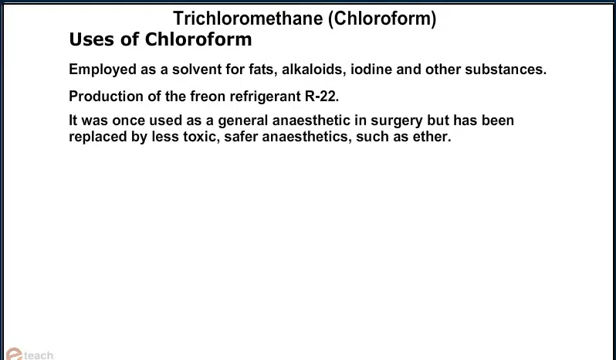 Trichloromethane (Chloroform)
Uses of Chloroform
Employed as a solvent for fats, alkaloids, iodine and other substances.
Production of the freon refrigerant R-22.
It was once used as a general anaesthetic in surgery but has been
replaced by less toxic, safer anaesthetics, such as ether.
e teach